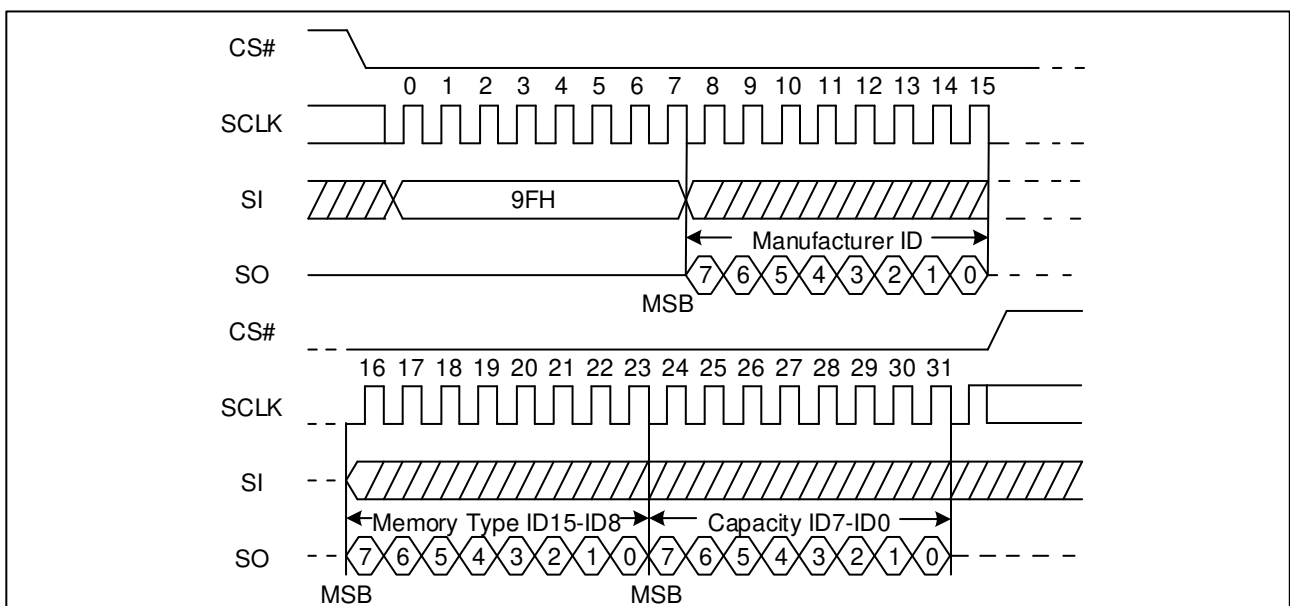 CS#
0 1 2 3 4 5 6 7 8 9 10 11 12 13 14 15
SCLK
SI
9FH
Manufacturer ID
SO
7 6 5 4 3 2 1 0
MSB
CS#
16 17 18 19 20 21 22 23 24 25 26 27 28 29 30 31
SCLK
SI
Memory Type ID15-ID8 Capacity ID7-ID0
SO
7 6 5 4 3 2 1 0 7 6 5 4 3 2 1 0
MSB MSB